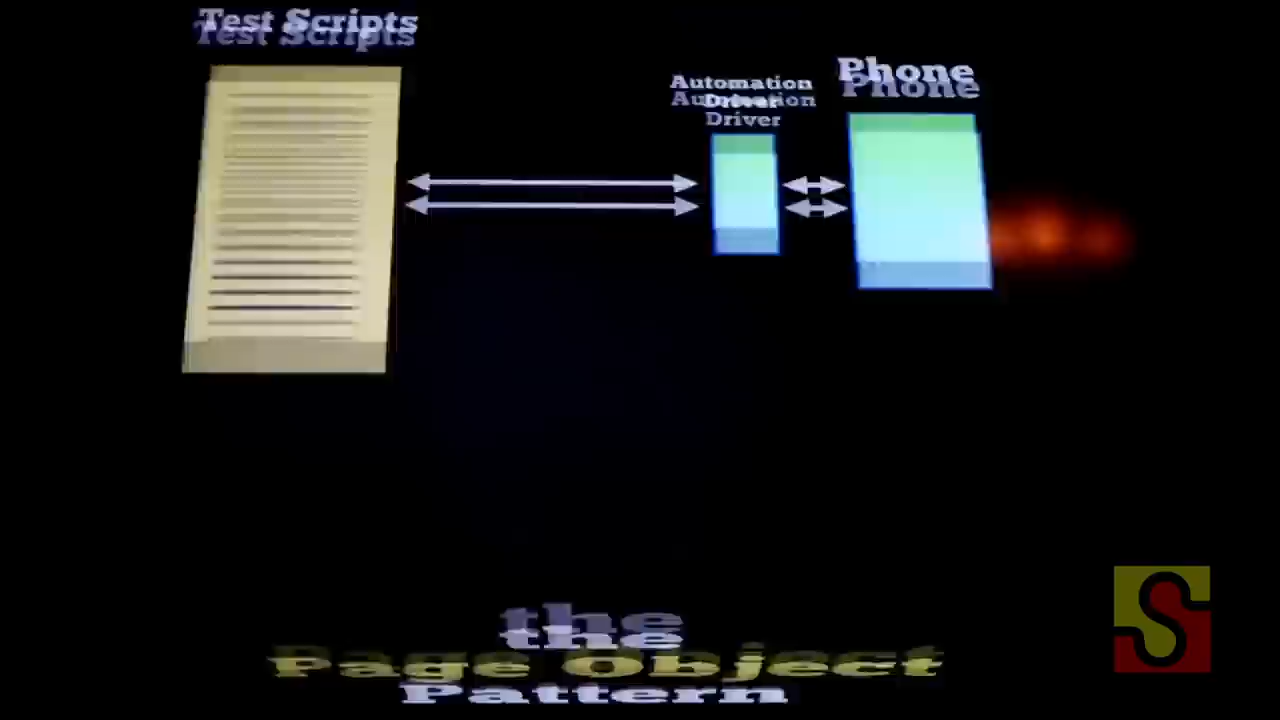 Test Scripts
Automation
Driver
Phone
the
Page Object
Pattern